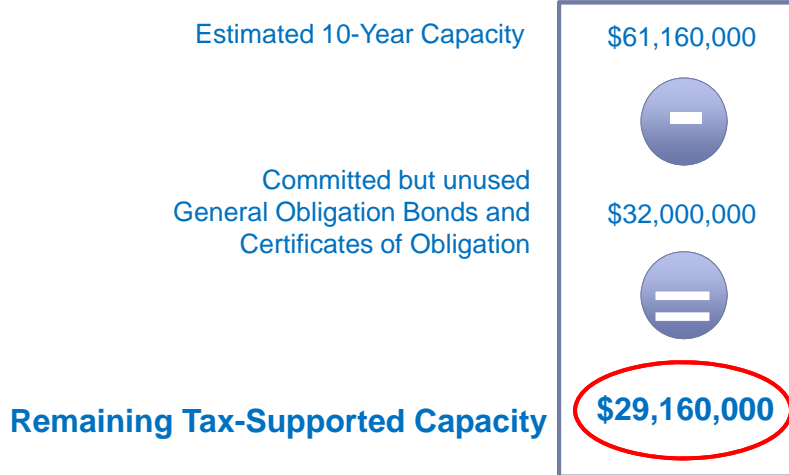 Estimated 10-Year Capacity $61,160,000
-
Committed but unused
General Obligation Bonds and $32,000,000
Certificates of Obligation
=
Remaining Tax-Supported Capacity $29,160,000